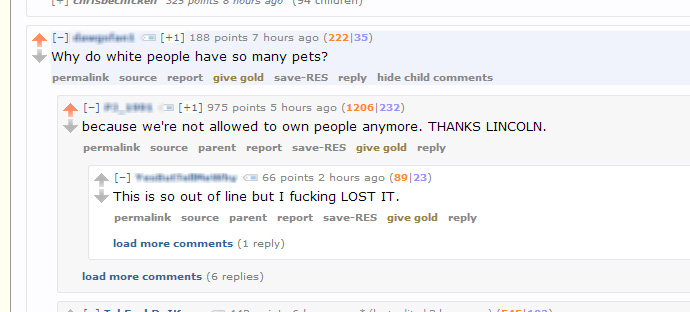 [+] chrisbechicken 325 points 8 hours ago (94 children)
[−] [+1] 188 points 7 hours ago (222|35)
Why do white people have so many pets?
permalink source report give gold save-RES reply hide child comments
[−] [+1] 975 points 5 hours ago (1206|232)
because we're not allowed to own people anymore. THANKS LINCOLN.
permalink source parent report save-RES give gold reply
[−] 66 points 2 hours ago (89|23)
This is so out of line but I fucking LOST IT.
permalink source parent report save-RES give gold reply
load more comments (1 reply)
load more comments (6 replies)